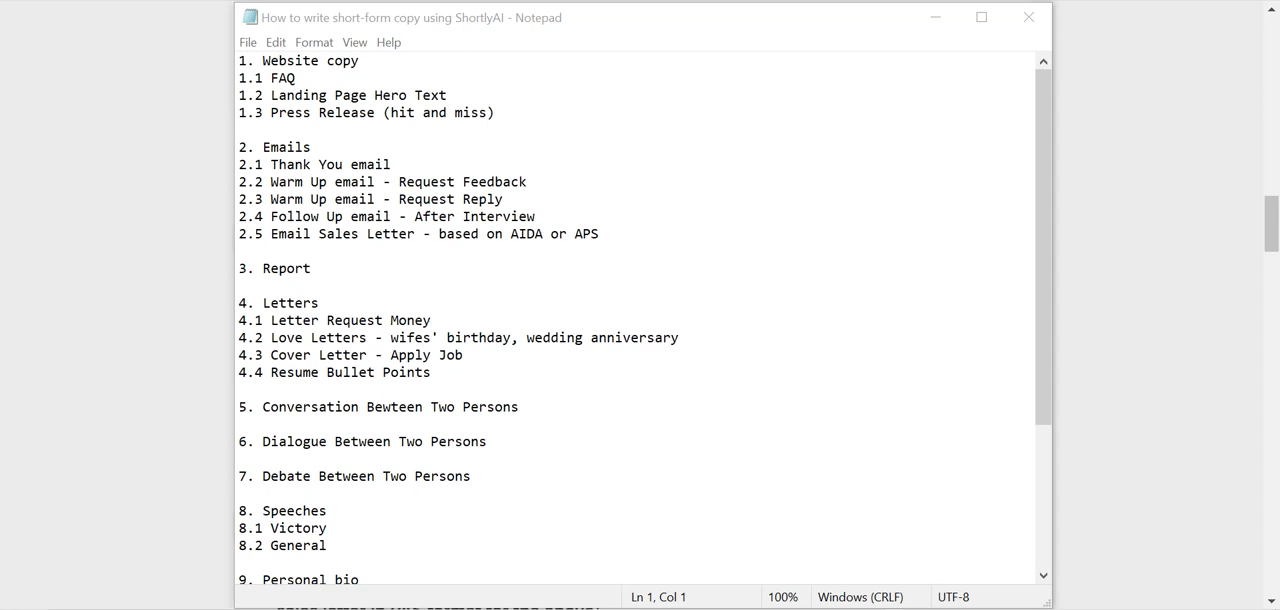 How to write short-form copy using ShortlyAI - Notepad
File Edit Format View Help
1. Website copy
1.1 FAQ
1.2 Landing Page Hero Text
1.3 Press Release (hit and miss)
2. Emails
2.1 Thank You email
2.2 Warm Up email - Request Feedback
2.3 Warm Up email - Request Reply
2.4 Follow Up email - After Interview
2.5 Email Sales Letter - based on AIDA or APS
3. Report
4. Letters
4.1 Letter Request Money
4.2 Love Letters - wifes' birthday, wedding anniversary
4.3 Cover Letter - Apply Job
4.4 Resume Bullet Points
5. Conversation Bewteen Two Persons
6. Dialogue Between Two Persons
7. Debate Between Two Persons
8. Speeches
8.1 Victory
8.2 General
9. Personal bio
Ln 1, Col 1 100% Windows (CRLF) UTF-8